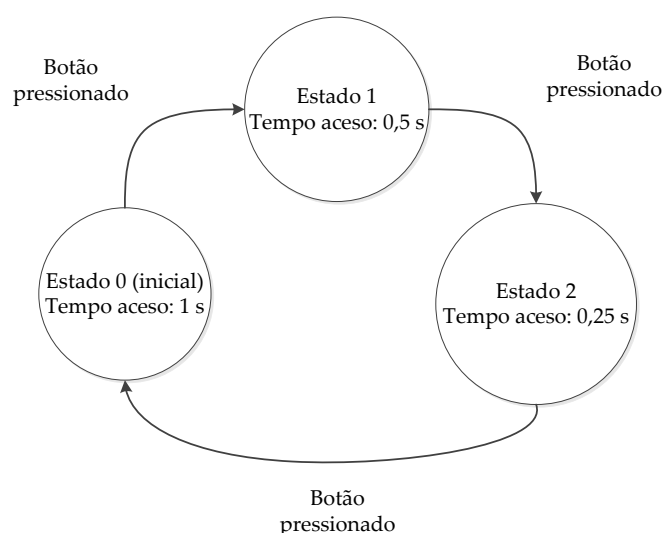 Botão
pressionado
Estado 1
Tempo aceso: 0,5 s
Botão
pressionado
Estado 0 (inicial)
Tempo aceso: 1 s
Estado 2
Tempo aceso: 0,25 s
Botão
pressionado